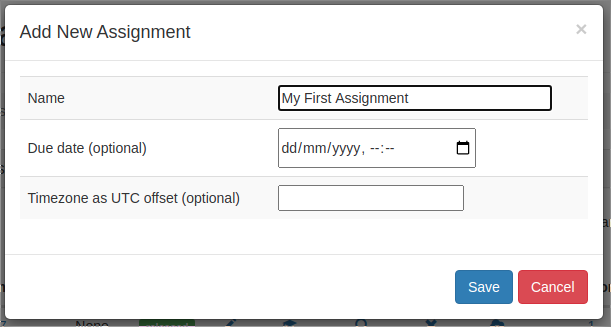 Add New Assignment ×
Name My First Assignment
Due date (optional) dd/mm/yyyy, --:--
Timezone as UTC offset (optional)
Save Cancel
None